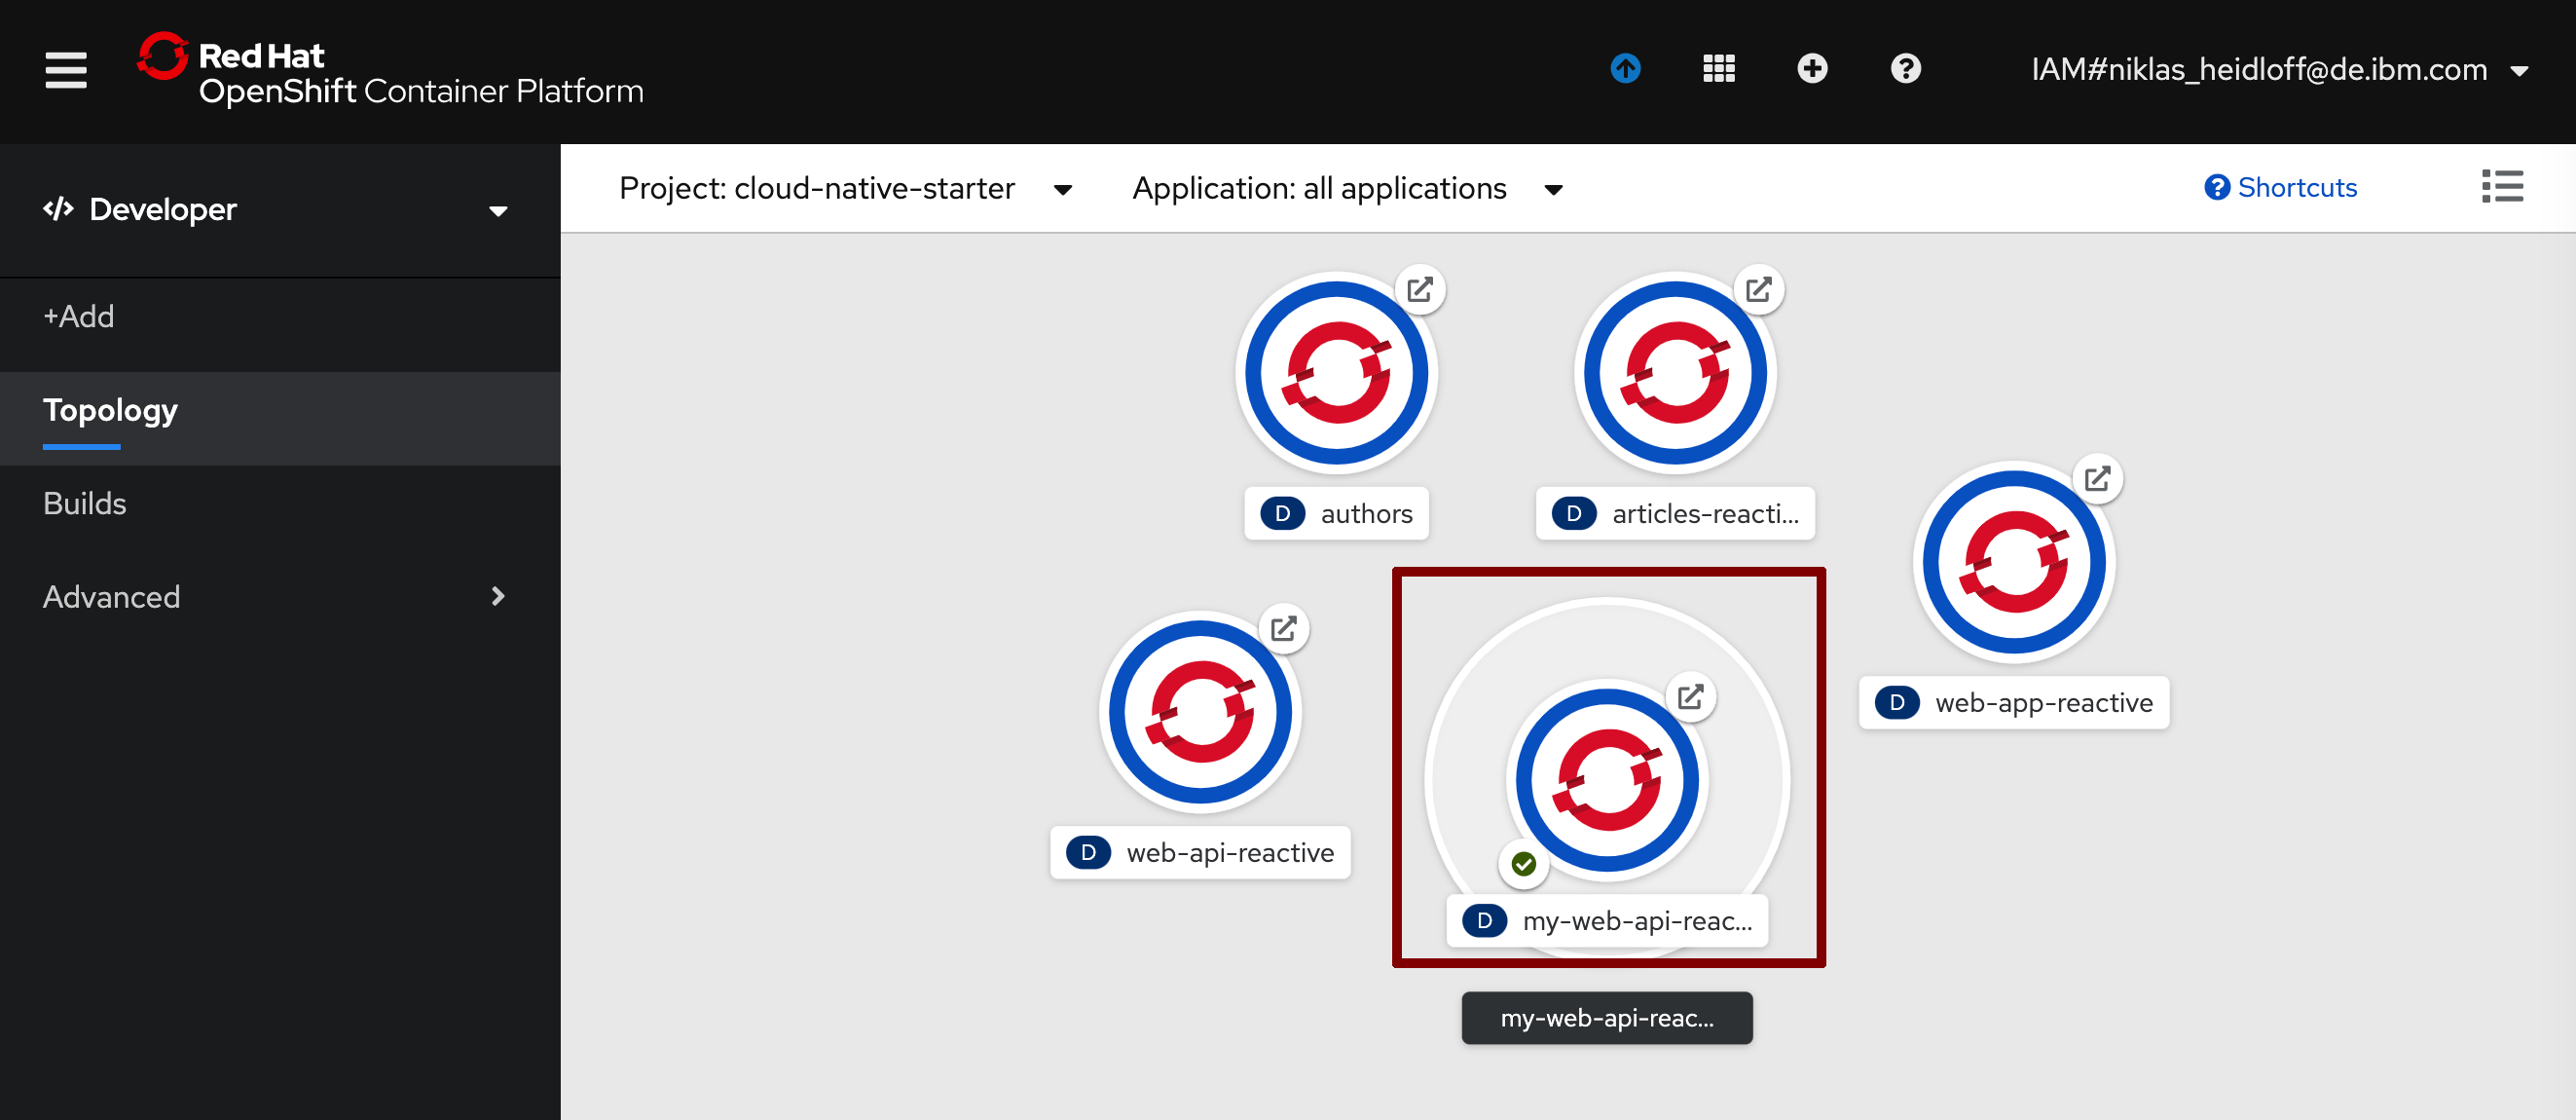 Red Hat
OpenShift Container Platform
IAM#niklas_heidloff@de.ibm.com
Developer
+Add
Topology
Builds
Advanced
Project: cloud-native-starter
Application: all applications
Shortcuts
D authors
D articles-reacti...
D web-app-reactive
D web-api-reactive
D my-web-api-reac...
my-web-api-reac...